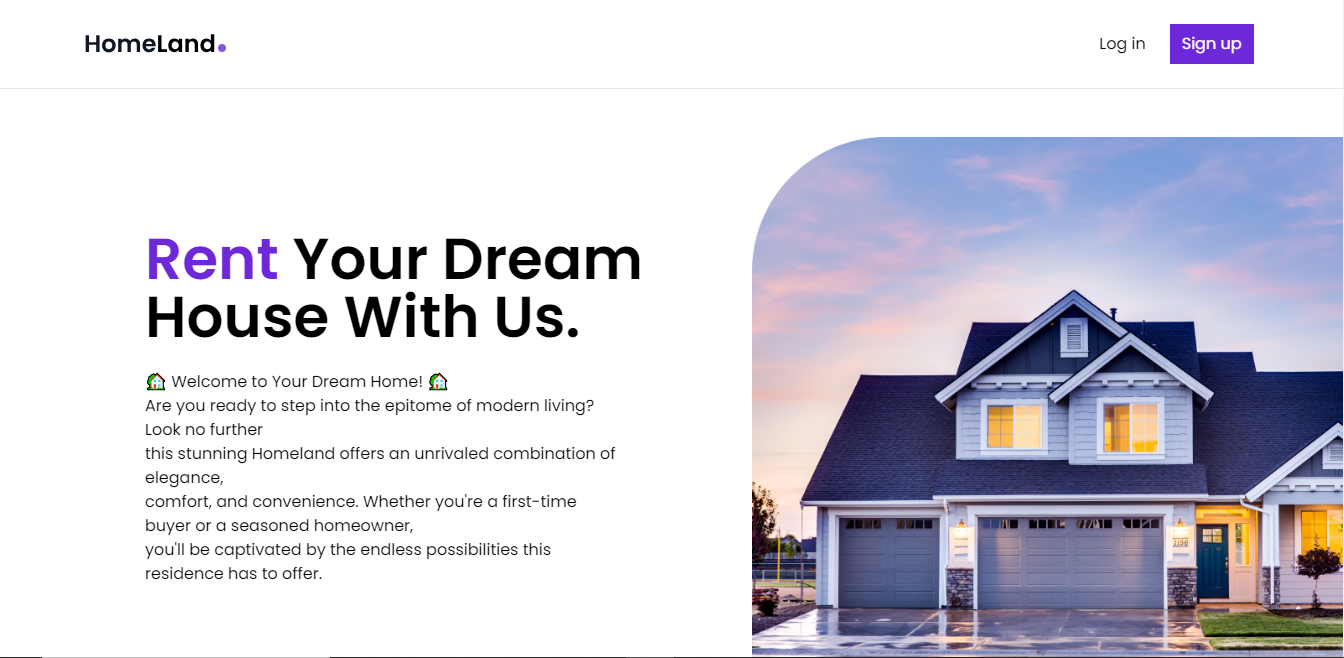 HomeLand.
Log in
Sign up
Rent Your Dream
House With Us.
🏡 Welcome to Your Dream Home! 🏡
Are you ready to step into the epitome of modern living?
Look no further
this stunning Homeland offers an unrivaled combination of
elegance,
comfort, and convenience. Whether you're a first-time
buyer or a seasoned homeowner,
you'll be captivated by the endless possibilities this
residence has to offer.